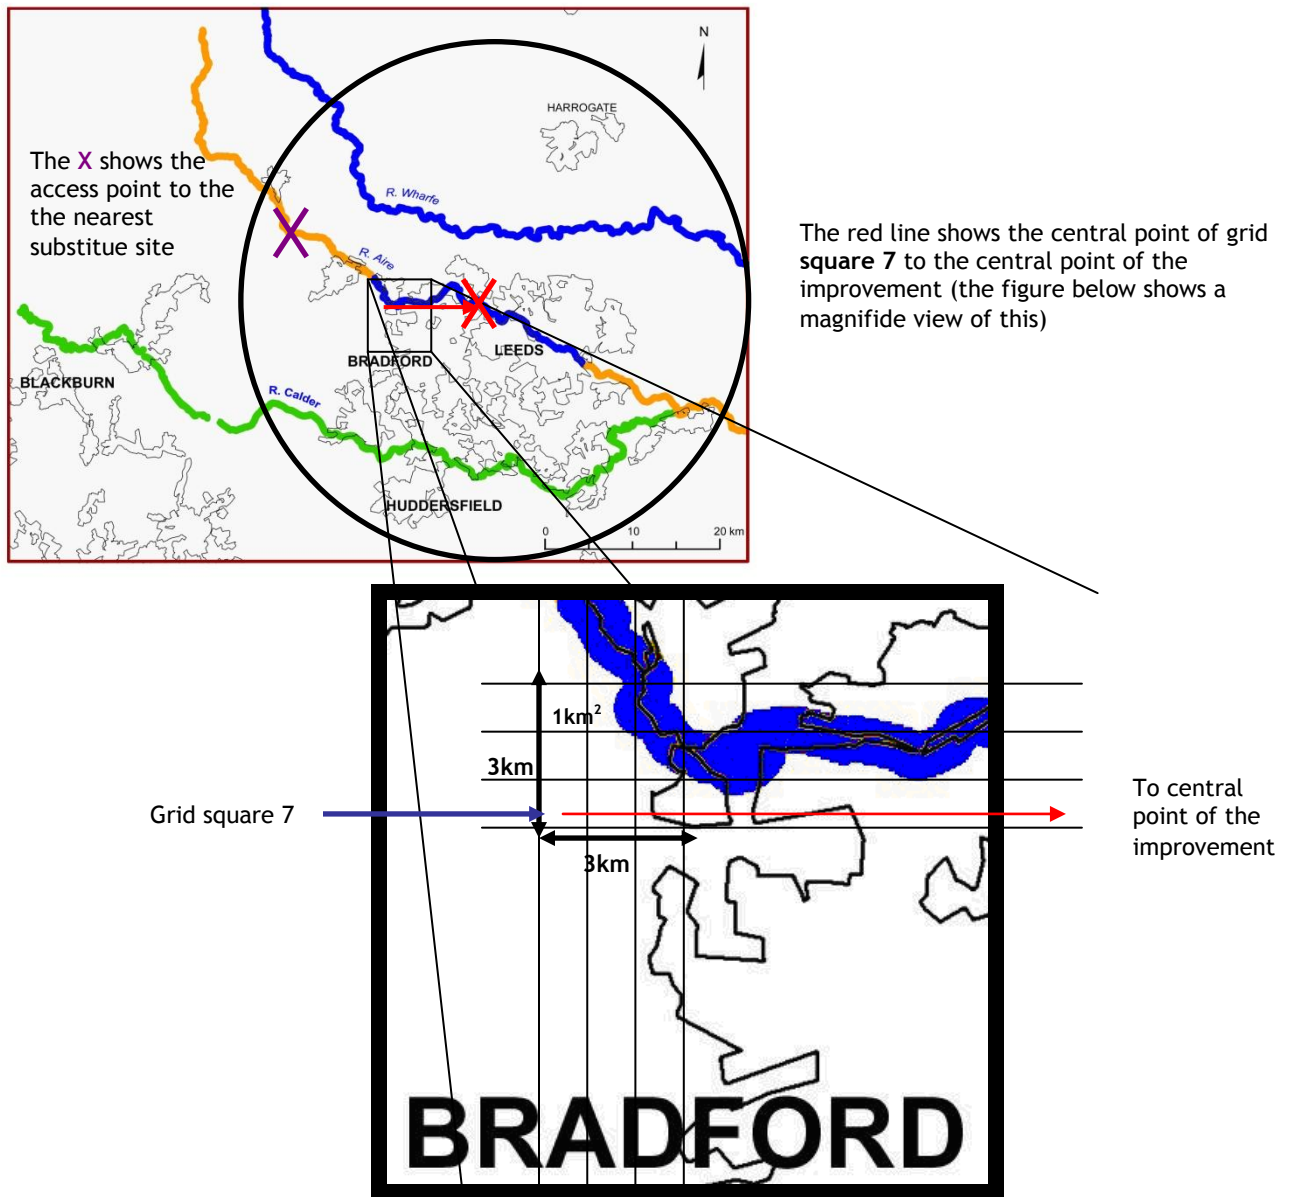 N
HARROGATE
The X shows the
access point to the
the nearest
substitue site
R. Wharfe
R. Aire
The red line shows the central point of grid
square 7 to the central point of the
improvement (the figure below shows a
magnifide view of this)
LEEDS
BRADFORD
BLACKBURN
R. Calder
HUDDERSFIELD
0 10 20 km
1km²
3km
Grid square 7
3km
To central
point of the
improvement
BRADFORD